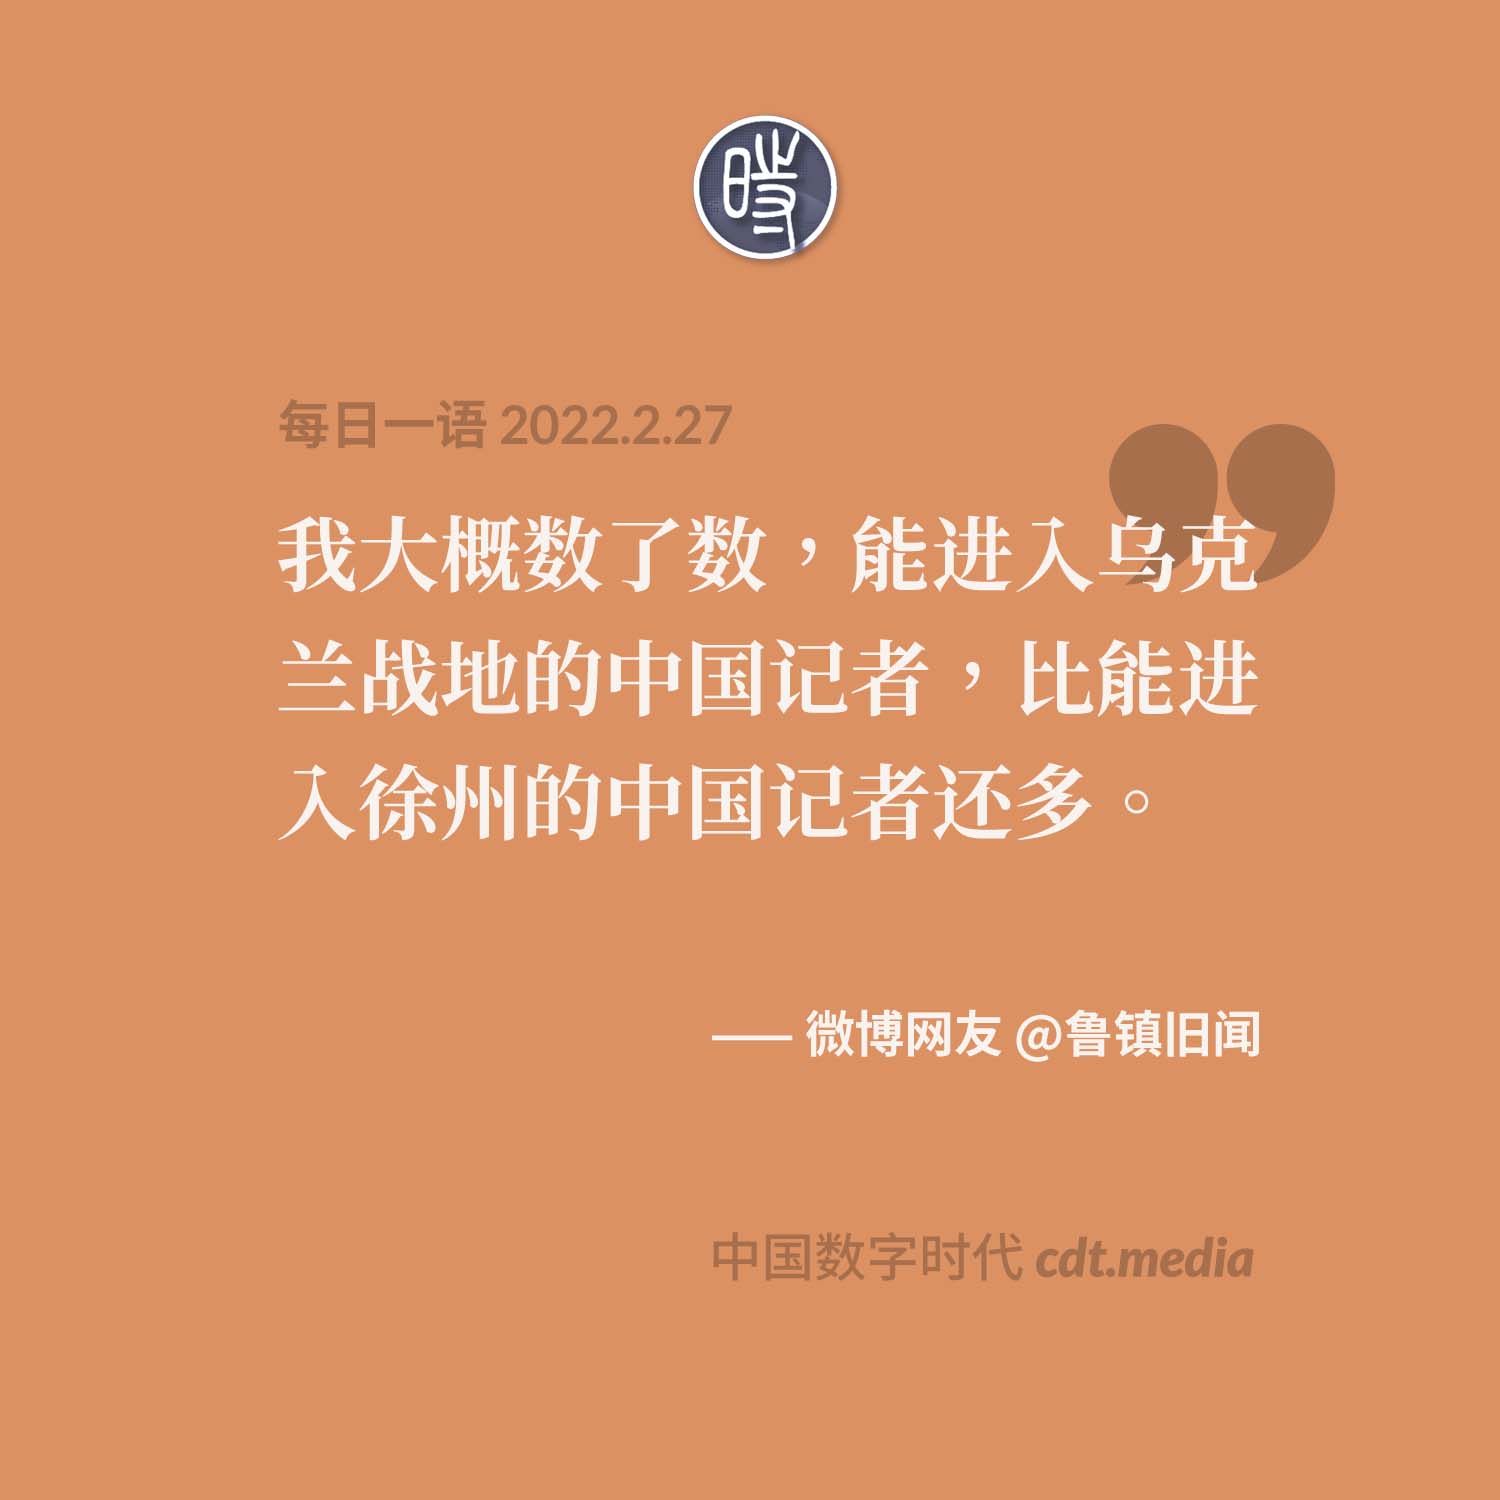 時
每日一语 2022.2.27
我大概数了数，能进入乌克
兰战地的中国记者，比能进
入徐州的中国记者还多。
—— 微博网友 @鲁镇旧闻
中国数字时代 cdt.media